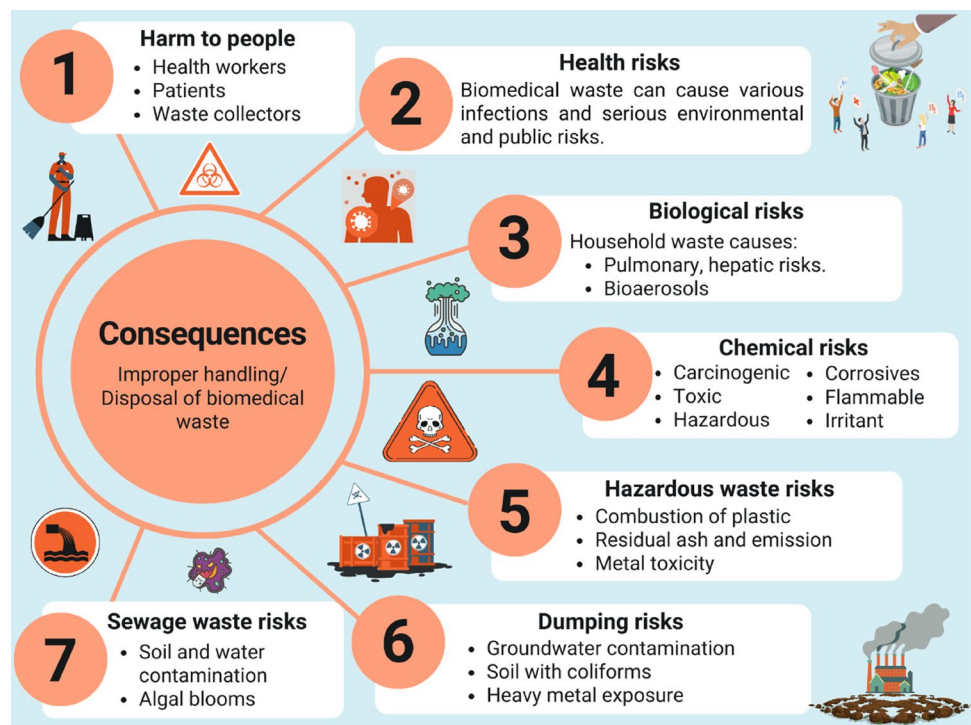 Consequences
Improper handling/
Disposal of biomedical
waste
1
Harm to people
• Health workers
• Patients
• Waste collectors
2
Health risks
Biomedical waste can cause various
infections and serious environmental
and public risks.
3
Biological risks
Household waste causes:
• Pulmonary, hepatic risks.
• Bioaerosols
4
Chemical risks
• Carcinogenic
• Toxic
• Hazardous
• Corrosives
• Flammable
• Irritant
5
Hazardous waste risks
• Combustion of plastic
• Residual ash and emission
• Metal toxicity
6
Dumping risks
• Groundwater contamination
• Soil with coliforms
• Heavy metal exposure
7
Sewage waste risks
• Soil and water
contamination
• Algal blooms